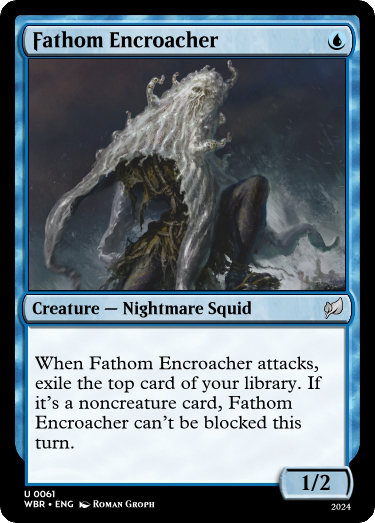 Fathom Encroacher
Creature — Nightmare Squid
When Fathom Encroacher attacks,
exile the top card of your library. If
it's a noncreature card, Fathom
Encroacher can't be blocked this
turn.
1/2
U 0061
WBR • ENG Roman Groph
2024